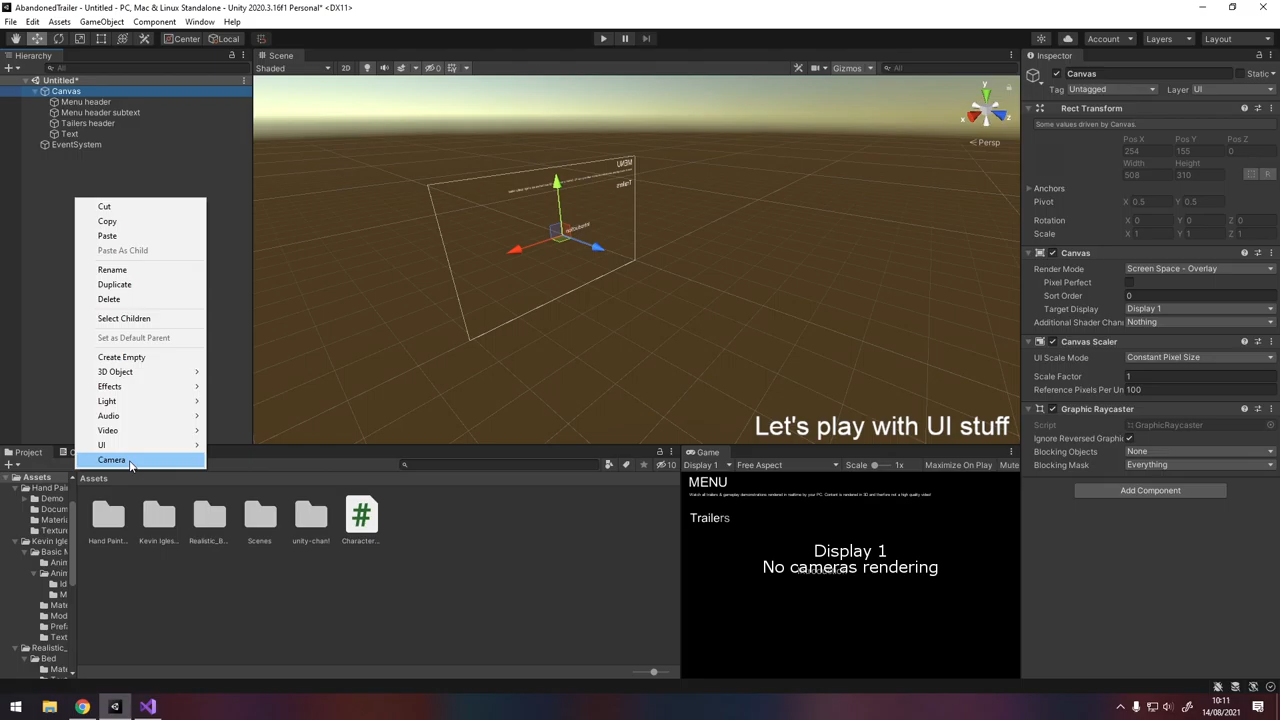 AbandonedTrailer - Untitled - PC, Mac & Linux Standalone - Unity 2020.3.16f1 Personal* <DX11>
File Edit Assets GameObject Component Window Help
Center Local Account Layers Layout
Hierarchy
All
Untitled*
Canvas
Menu header
Menu header subtext
Tailers header
Text
EventSystem
Cut
Copy
Paste
Paste As Child
Rename
Duplicate
Delete
Select Children
Set as Default Parent
Create Empty
3D Object
Effects
Light
Audio
Video
UI
Camera
Scene
Shaded 2D 0 Gizmos All
y
x z
Persp
MENU
Trailers
Let's play with UI stuff
Inspector
Canvas Static
Tag Untagged Layer UI
Rect Transform
Some values driven by Canvas.
Pos X Pos Y Pos Z
254 155 0
Width Height
508 310
R
Anchors
Pivot X 0.5 Y 0.5
Rotation X 0 Y 0 Z 0
Scale X 1 Y 1 Z 1
Canvas
Render Mode Screen Space - Overlay
Pixel Perfect
Sort Order 0
Target Display Display 1
Additional Shader Chan Nothing
Canvas Scaler
UI Scale Mode Constant Pixel Size
Scale Factor 1
Reference Pixels Per Un 100
Graphic Raycaster
Script GraphicRaycaster
Ignore Reversed Graphi
Blocking Objects None
Blocking Mask Everything
Add Component
Project
10
Assets
Hand Pain
Demo
Docum
Materia
Texture
Kevin Igles
Basic M
Anim
Anim
Id
M
Mate
Mod
Prefa
Text
Realistic_
Bed
Mate
Assets
Hand Paint... Kevin Igles... Realistic_B... Scenes unity-chan! Character...
Game
Display 1 Free Aspect Scale 1x Maximize On Play Mute
MENU
Watch all trailers & gameplay demonstrations rendered in realtime by your PC. Content is rendered in 3D and therefore not a high quality video!
Trailers
Display 1
No cameras rendering
10:11
14/08/2021